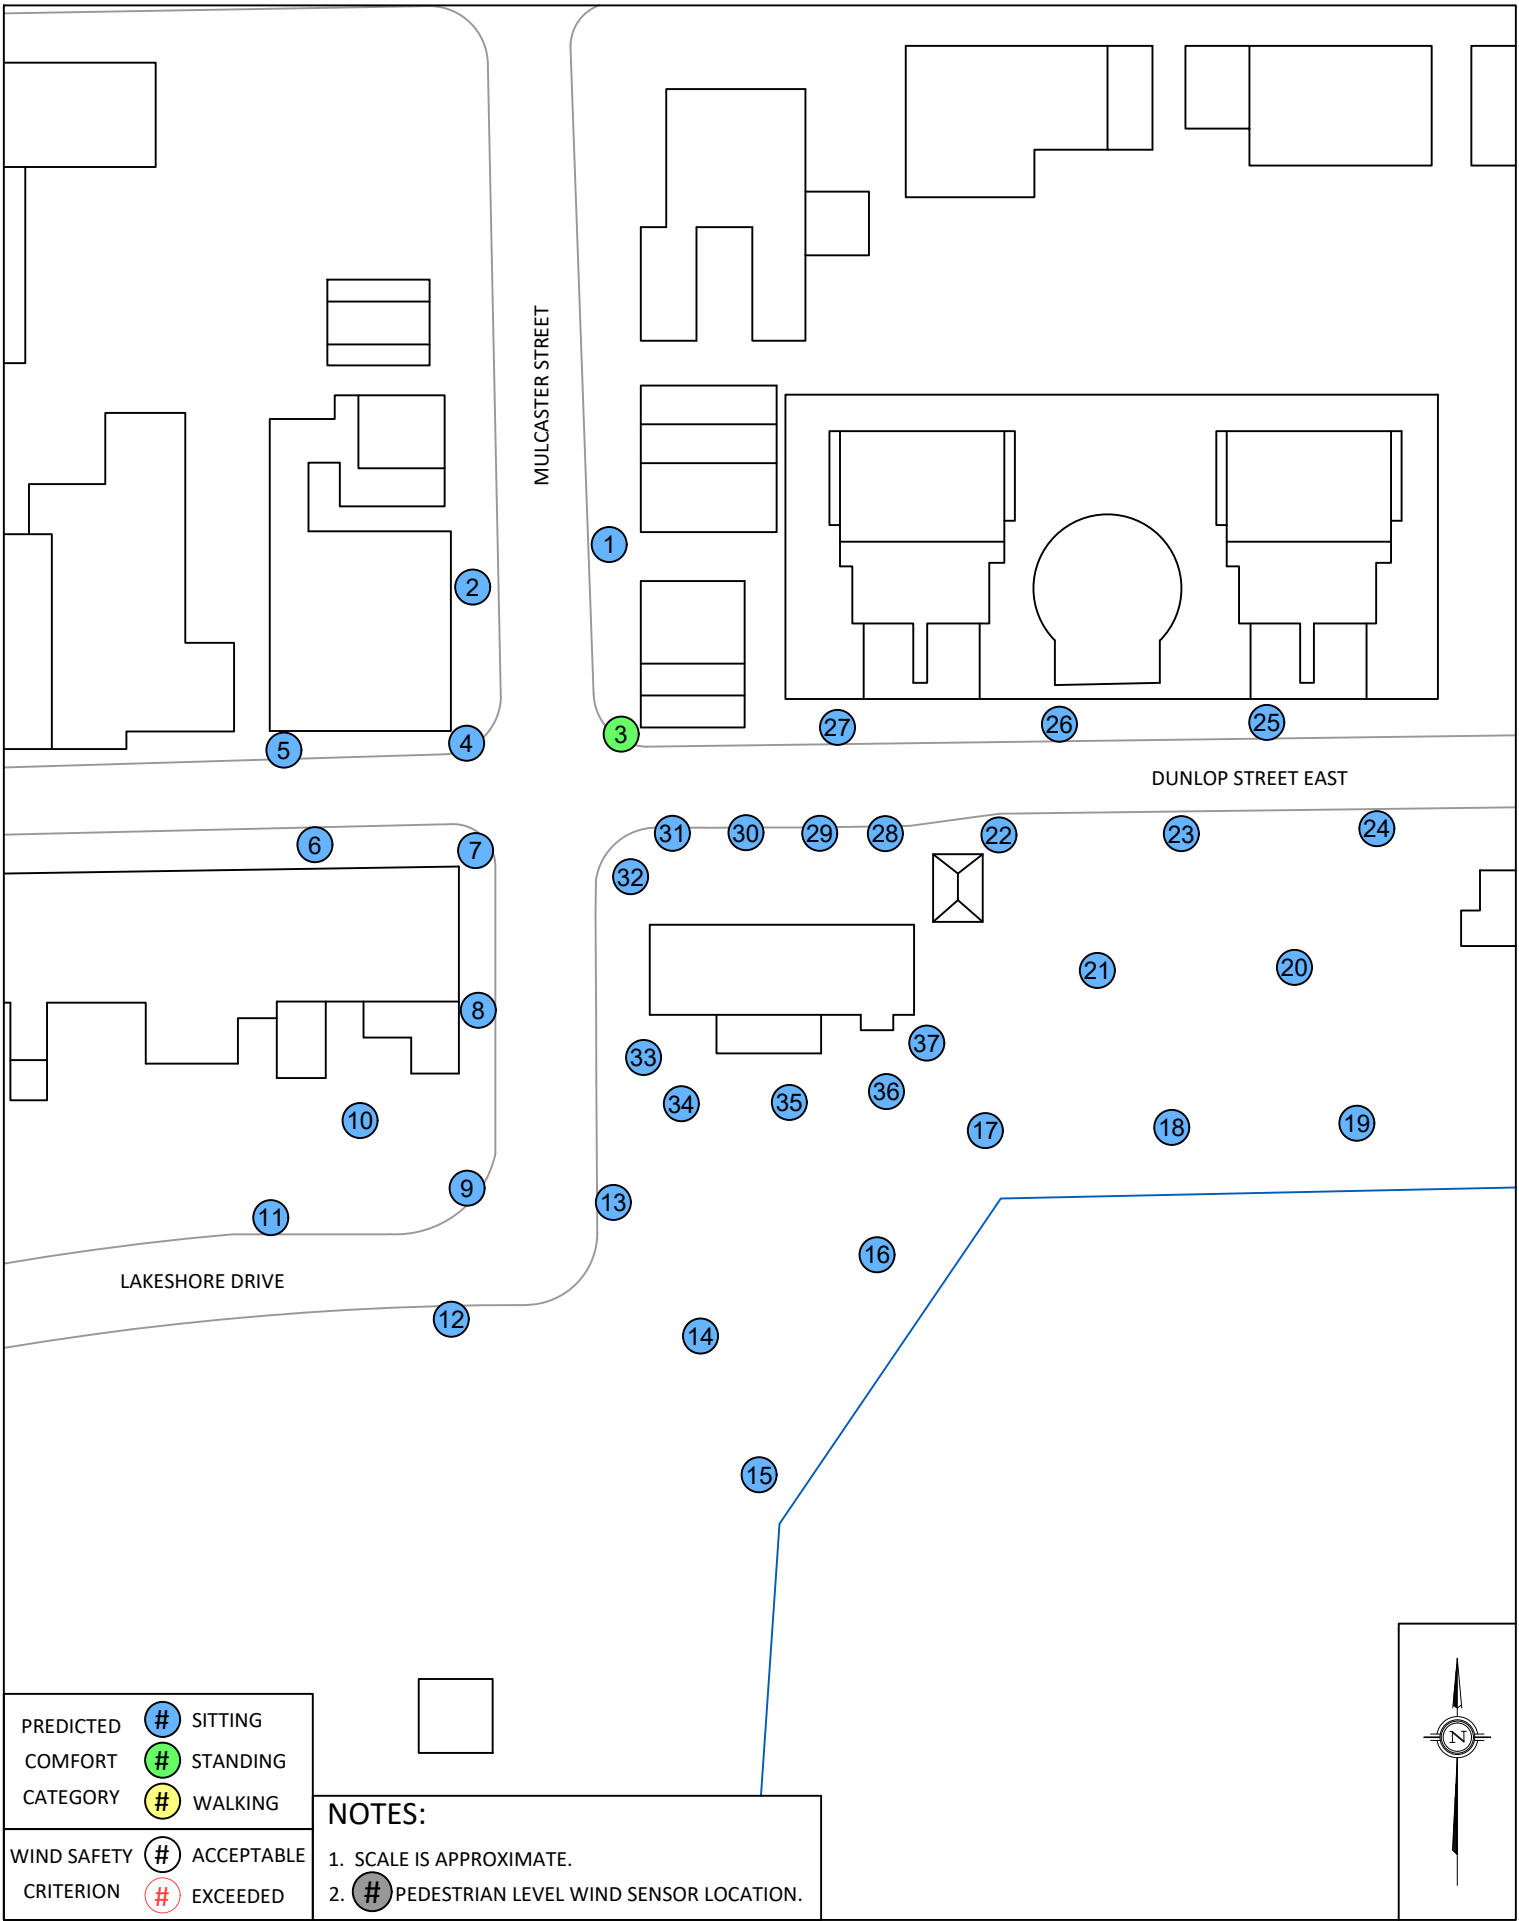 MULCASTER STREET
1
2
3
4
5
27
26
25
DUNLOP STREET EAST
6
7
31
30
29
28
22
23
24
32
21
20
8
33
37
34
35
36
10
17
18
19
9
13
11
16
LAKESHORE DRIVE
12
14
15
PREDICTED
COMFORT
CATEGORY
# SITTING
# STANDING
# WALKING
WIND SAFETY
CRITERION
# ACCEPTABLE
# EXCEEDED
NOTES:
1. SCALE IS APPROXIMATE.
2. # PEDESTRIAN LEVEL WIND SENSOR LOCATION.
N